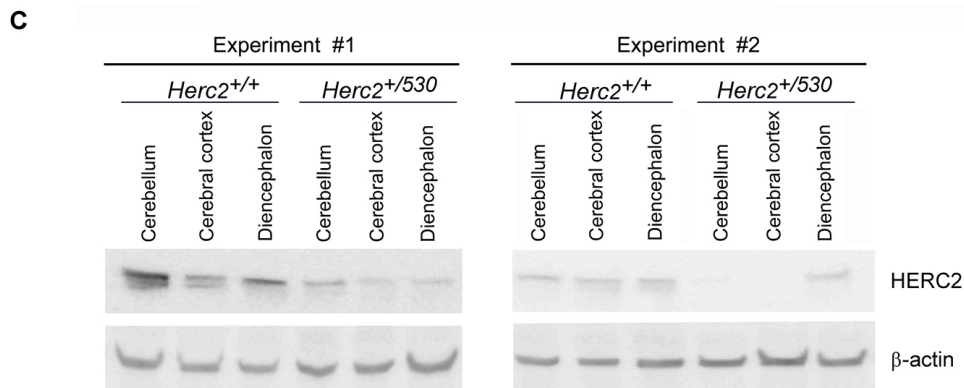 C
Experiment #1 Experiment #2
Herc2+/+ Herc2+/530 Herc2+/+ Herc2+/530
Cerebellum
Cerebral cortex
Diencephalon
Cerebellum
Cerebral cortex
Diencephalon
Cerebellum
Cerebral cortex
Diencephalon
Cerebellum
Cerebral cortex
Diencephalon
HERC2
β-actin